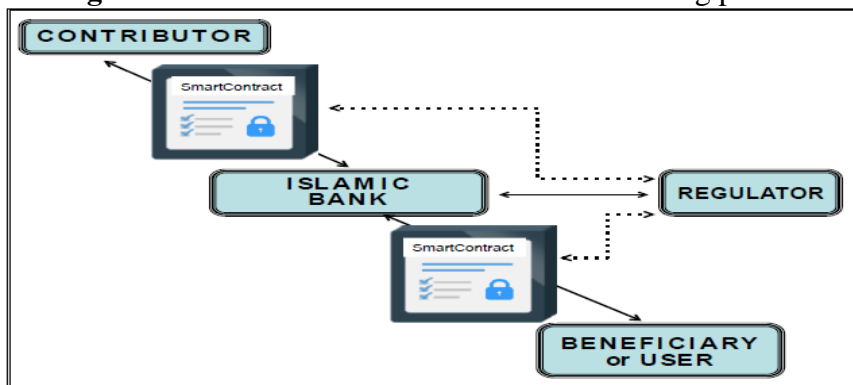 CONTRIBUTOR
SmartContract
ISLAMIC
BANK
REGULATOR
SmartContract
BENEFICIARY
or USER